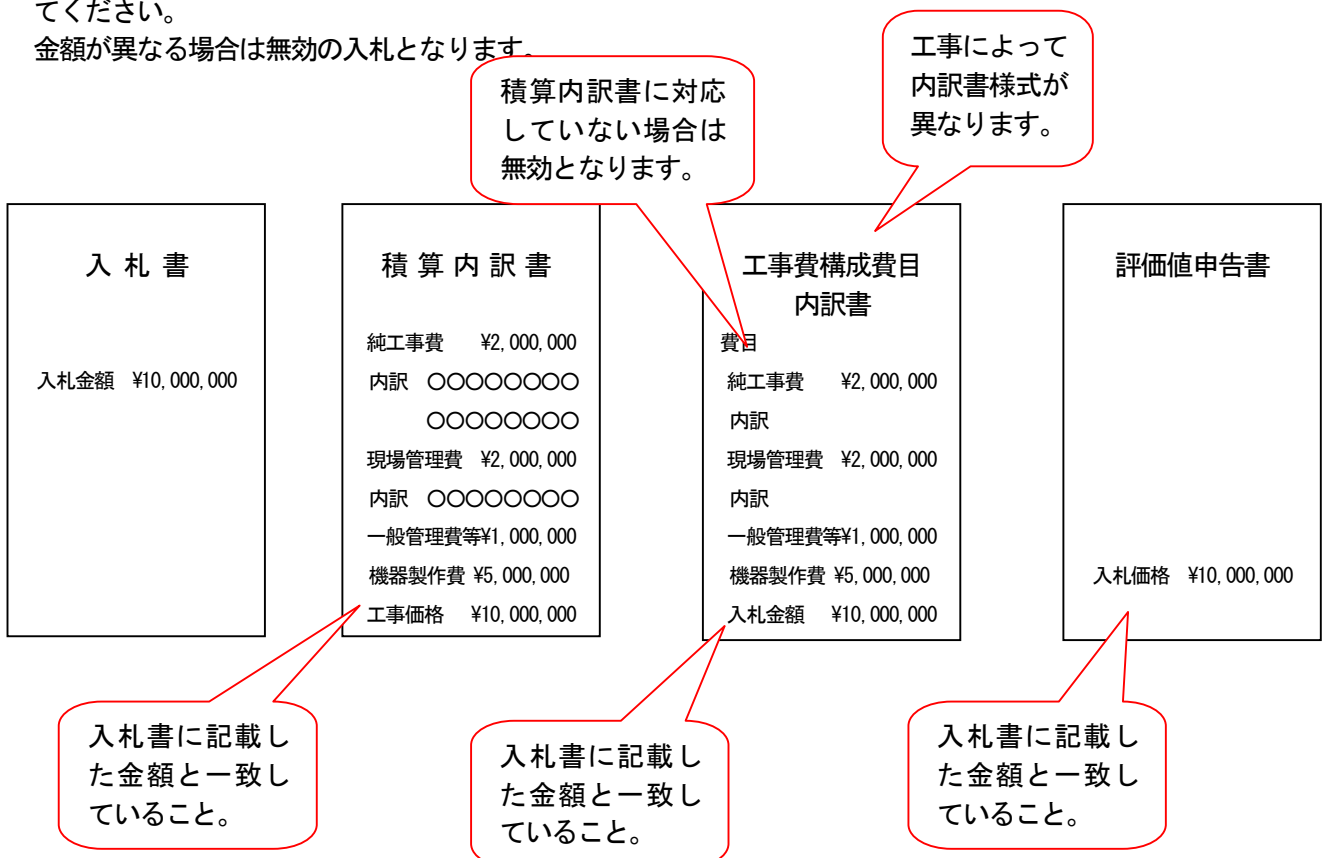 てください。
金額が異なる場合は無効の入札となります。
積算内訳書に対応
していない場合は
無効となります。
工事によって
内訳書様式が
異なります。
入 札 書
入札金額 ¥10,000,000
積 算 内 訳 書
純工事費 ¥2,000,000
内訳 〇〇〇〇〇〇〇〇
〇〇〇〇〇〇〇〇
現場管理費 ¥2,000,000
内訳 〇〇〇〇〇〇〇〇
一般管理費等¥1,000,000
機器製作費 ¥5,000,000
工事価格 ¥10,000,000
工事費構成費目
内訳書
費目
純工事費 ¥2,000,000
内訳
現場管理費 ¥2,000,000
内訳
一般管理費等¥1,000,000
機器製作費 ¥5,000,000
入札金額 ¥10,000,000
評価値申告書
入札価格 ¥10,000,000
入札書に記載し
た金額と一致し
ていること。
入札書に記載し
た金額と一致し
ていること。
入札書に記載し
た金額と一致し
ていること。